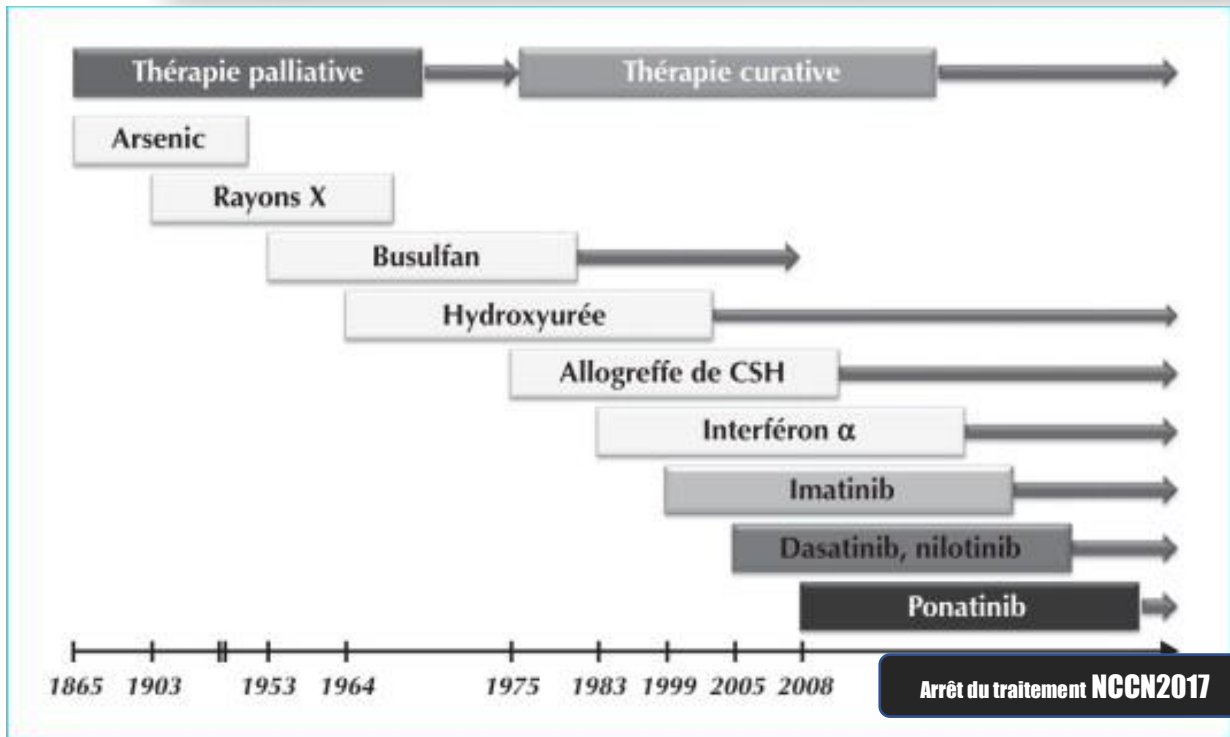 Thérapie palliative
Thérapie curative
Arsenic
Rayons X
Busulfan
Hydroxyurée
Allogreffe de CSH
Interféron α
Imatinib
Dasatinib, nilotinib
Ponatinib
1865 1903 1953 1964 1975 1983 1999 2005 2008
Arrêt du traitement NCCN2017